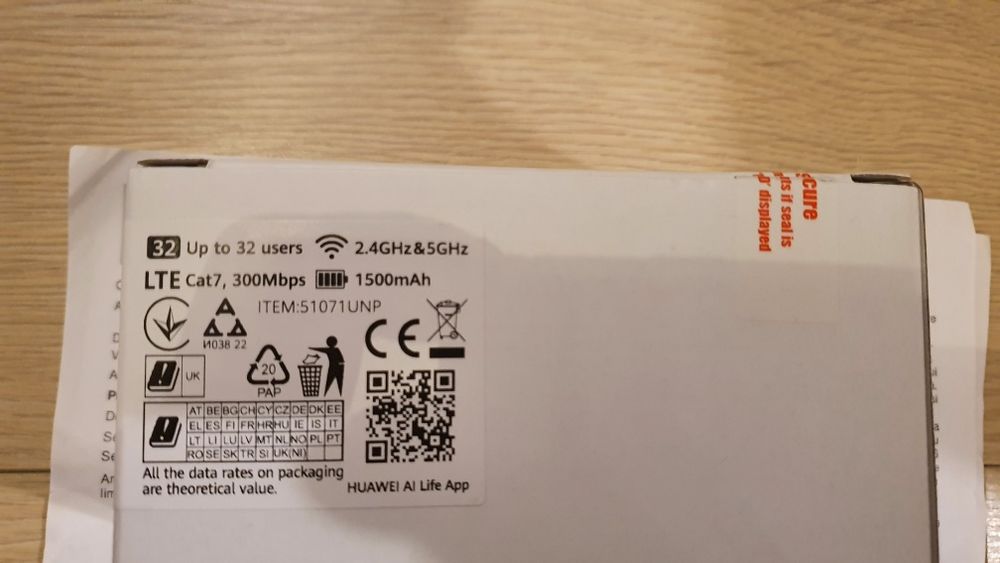 32 Up to 32 users 2.4GHz&5GHz
LTE Cat7, 300Mbps 1500mAh
ITEM:51071UNP
И038 22
CE
UK
20
PAP
AT BE BG CH CY CZ DE DK EE
EL ES FI FR HR HU IE IS IT
LT LI LU LV MT NL NO PL PT
RO SE SK TR SI UK(NI)
All the data rates on packaging
are theoretical value.
HUAWEI AI Life App
cure
if seal is
displayed